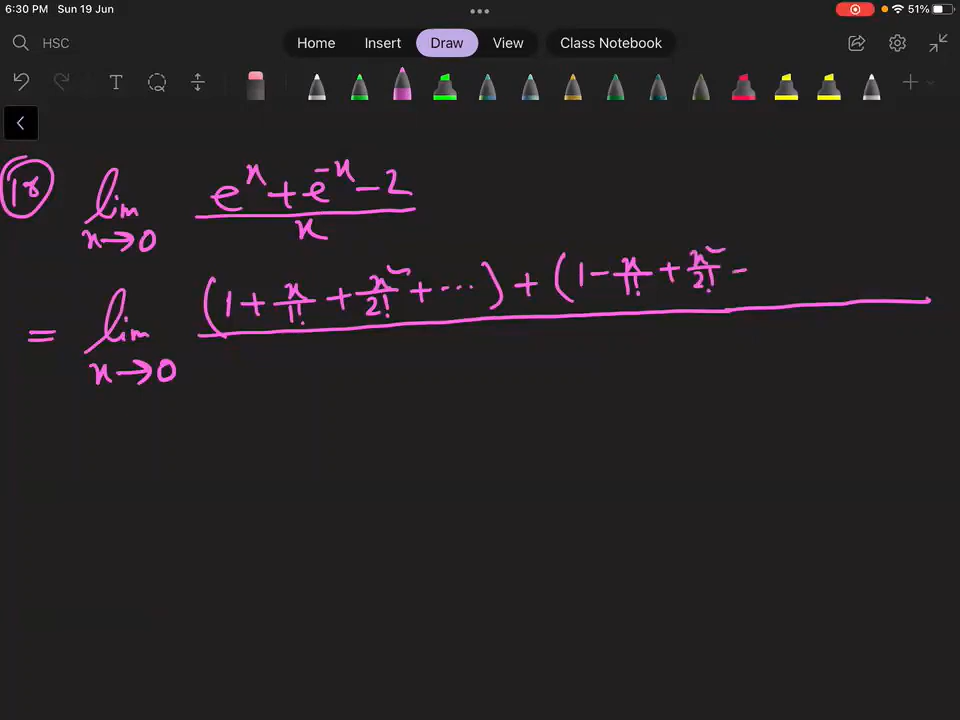 6:30 PM Sun 19 Jun
51%
HSC
Home Insert Draw View Class Notebook
T
18
lim x→0 (e^x + e^-x - 2)/x
= lim x→0 (1 + x/1! + x²/2! + ...) + (1 - x/1! + x²/2! -